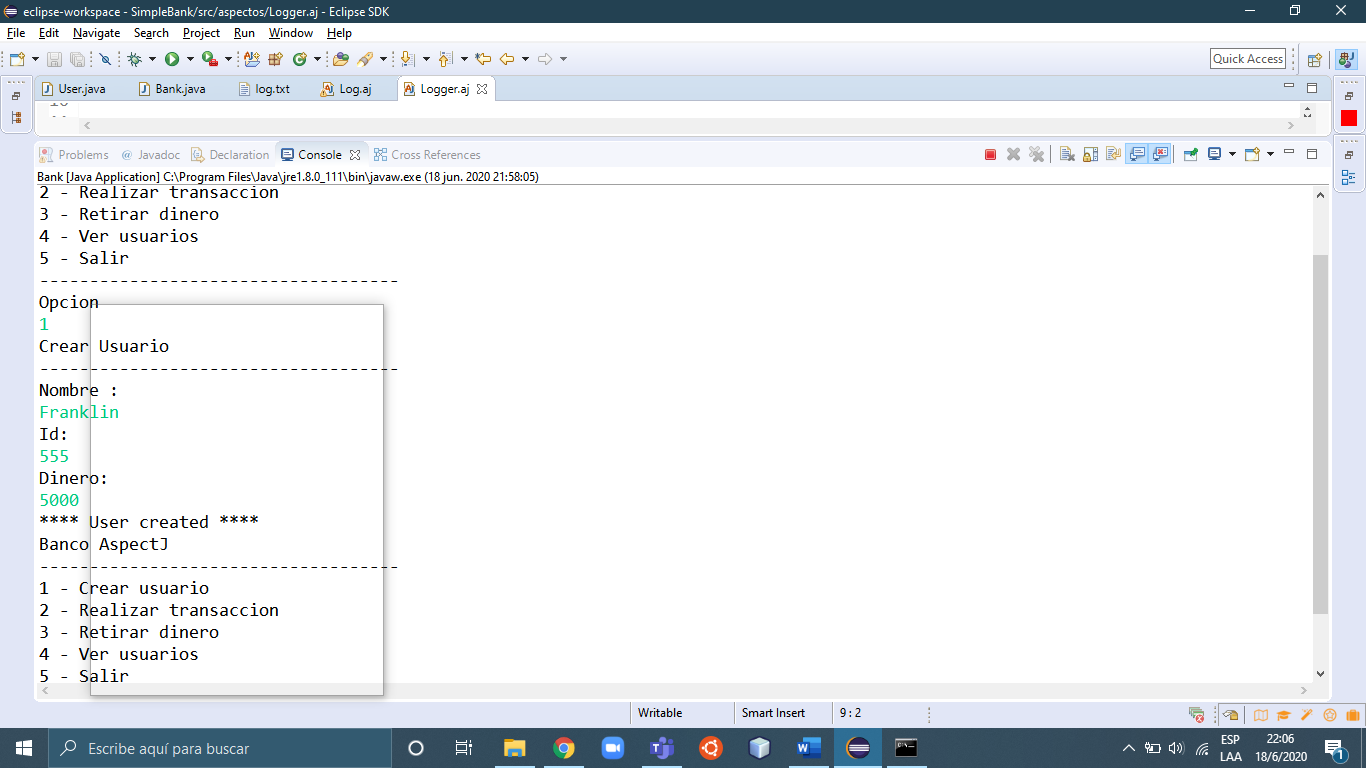 eclipse-workspace - SimpleBank/src/aspectos/Logger.aj - Eclipse SDK
File Edit Navigate Search Project Run Window Help
Quick Access
User.java Bank.java log.txt Log.aj Logger.aj
Problems Javadoc Declaration Console Cross References
Bank [Java Application] C:\Program Files\Java\jre1.8.0_111\bin\javaw.exe (18 jun. 2020 21:58:05)
2 - Realizar transaccion
3 - Retirar dinero
4 - Ver usuarios
5 - Salir
------------------------------------
Opcion
1
Crear Usuario
------------------------------------
Nombre :
Franklin
Id:
555
Dinero:
5000
**** User created ****
Banco AspectJ
------------------------------------
1 - Crear usuario
2 - Realizar transaccion
3 - Retirar dinero
4 - Ver usuarios
5 - Salir
Writable Smart Insert 9 : 2
Escribe aquí para buscar
ESP
LAA
22:06
18/6/2020
1